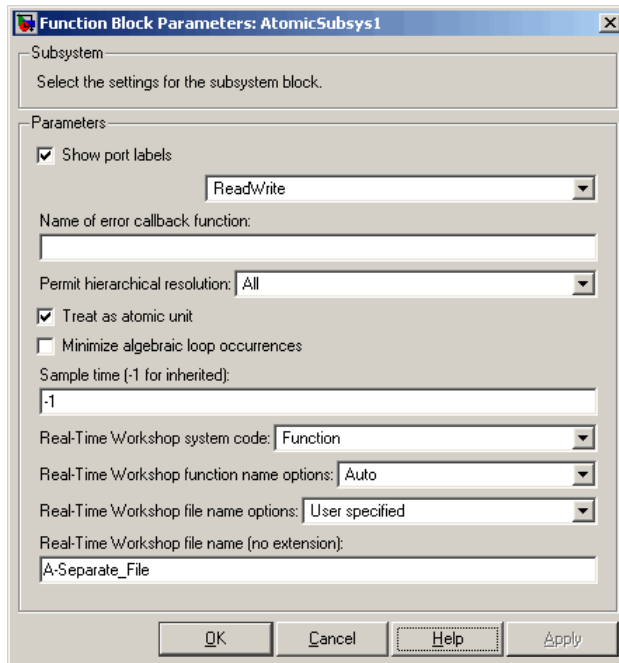 Function Block Parameters: AtomicSubsys1
Subsystem
Select the settings for the subsystem block.
Parameters
Show port labels
ReadWrite
Name of error callback function:
Permit hierarchical resolution: All
Treat as atomic unit
Minimize algebraic loop occurrences
Sample time (-1 for inherited):
-1
Real-Time Workshop system code: Function
Real-Time Workshop function name options: Auto
Real-Time Workshop file name options: User specified
Real-Time Workshop file name (no extension):
A-Separate_File
OK Cancel Help Apply